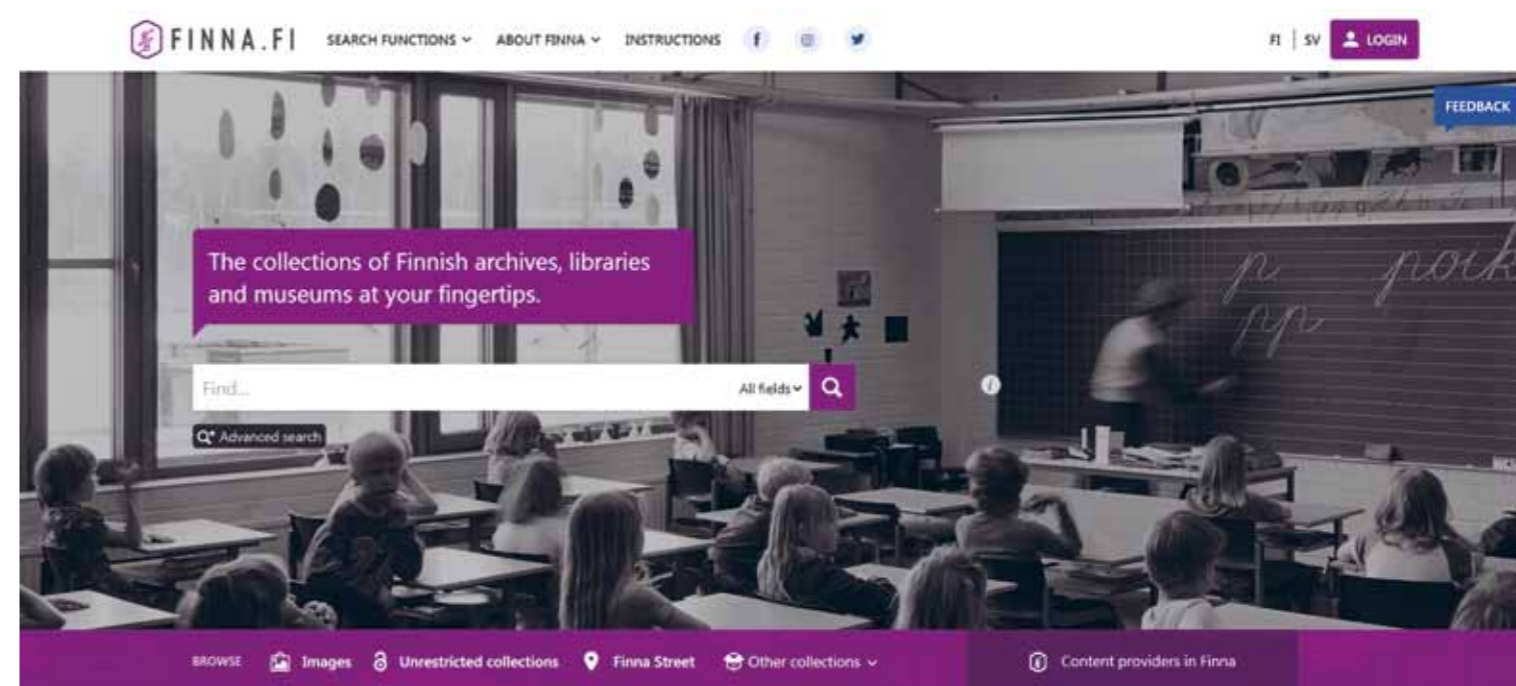 FINNA.FI
SEARCH FUNCTIONS
ABOUT FINNA
INSTRUCTIONS
FI | SV
LOGIN
FEEDBACK
The collections of Finnish archives, libraries
and museums at your fingertips.
p poik
pp
Find...
All fields
Advanced search
BROWSE
Images
Unrestricted collections
Finna Street
Other collections
Content providers in Finna